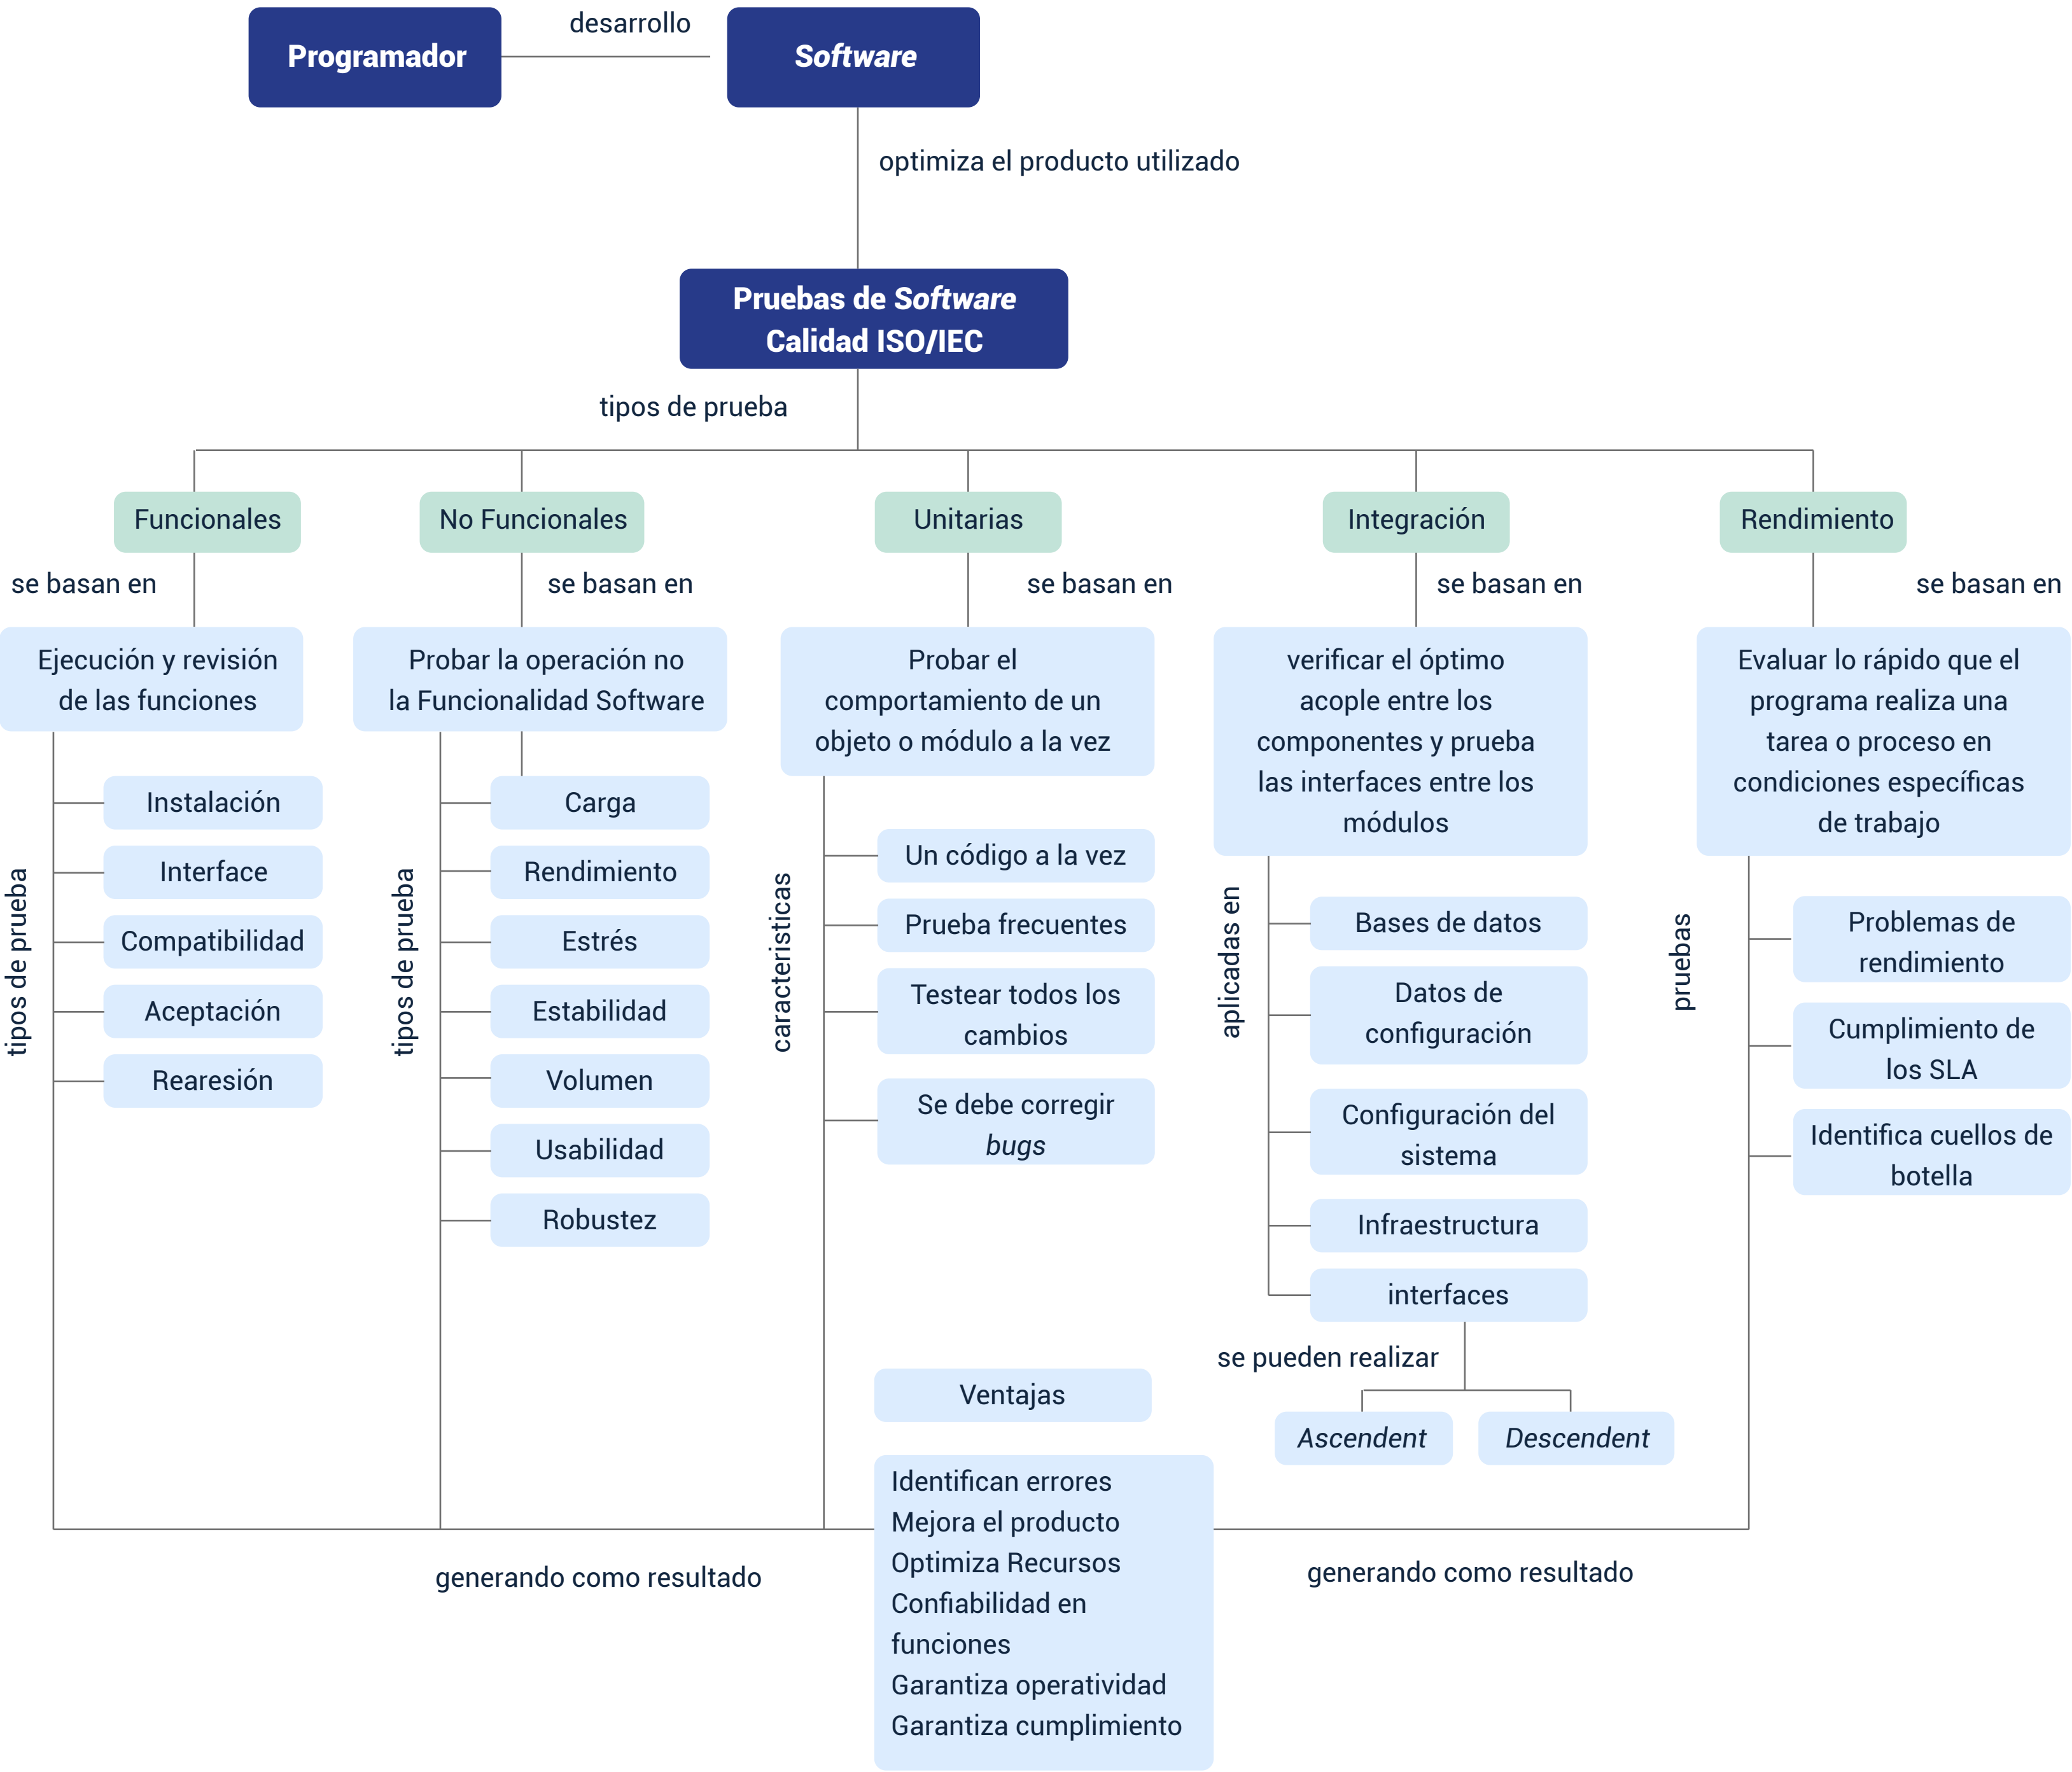 Programador
desarrollo
Software
optimiza el producto utilizado
Pruebas de Software
Calidad ISO/IEC
tipos de prueba
Funcionales
No Funcionales
Unitarias
Integración
Rendimiento
se basan en
se basan en
se basan en
se basan en
se basan en
Ejecución y revisión
de las funciones
tipos de prueba
Instalación
Interface
Compatibilidad
Aceptación
Rearesión
Probar la operación no
la Funcionalidad Software
tipos de prueba
Carga
Rendimiento
Estrés
Estabilidad
Volumen
Usabilidad
Robustez
Probar el
comportamiento de un
objeto o módulo a la vez
caracteristicas
Un código a la vez
Prueba frecuentes
Testear todos los
cambios
Se debe corregir
bugs
verificar el óptimo
acople entre los
componentes y prueba
las interfaces entre los
módulos
aplicadas en
Bases de datos
Datos de
configuración
Configuración del
sistema
Infraestructura
interfaces
se pueden realizar
Ascendent
Descendent
Evaluar lo rápido que el
programa realiza una
tarea o proceso en
condiciones específicas
de trabajo
pruebas
Problemas de
rendimiento
Cumplimiento de
los SLA
Identifica cuellos de
botella
generando como resultado
generando como resultado
Ventajas
Identifican errores
Mejora el producto
Optimiza Recursos
Confiabilidad en
funciones
Garantiza operatividad
Garantiza cumplimiento